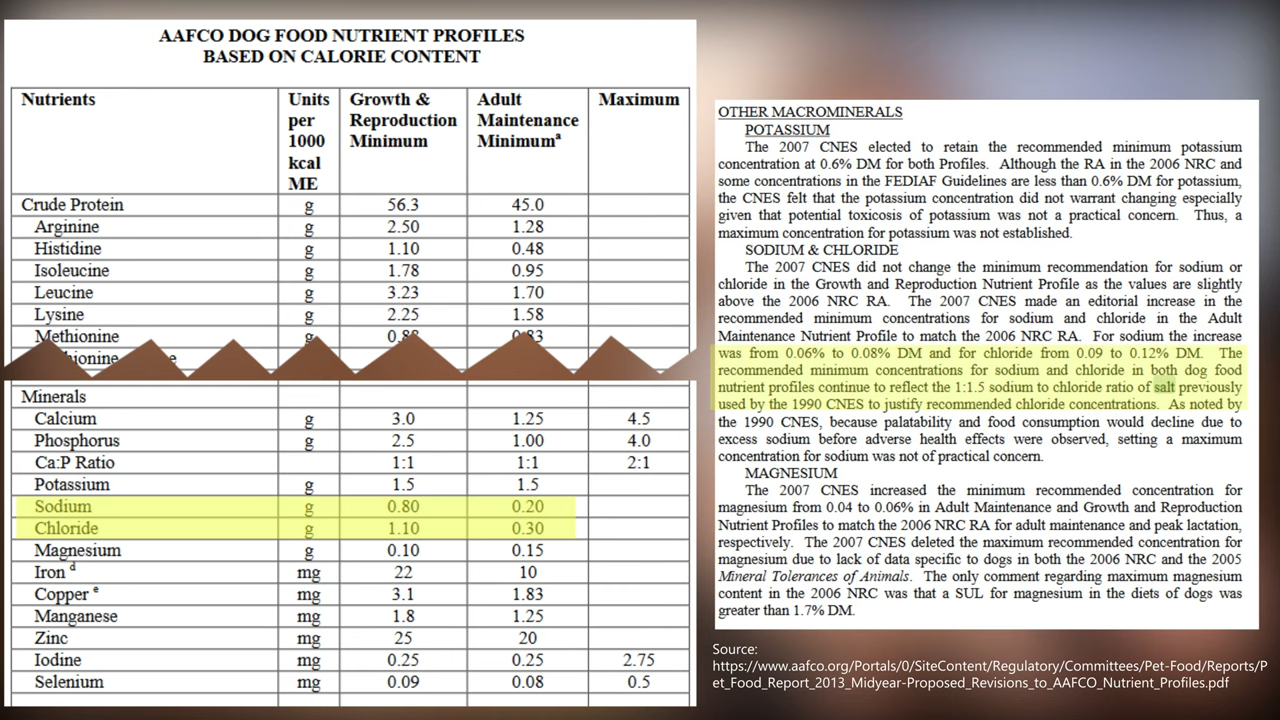 AAFCO DOG FOOD NUTRIENT PROFILES
BASED ON CALORIE CONTENT
Nutrients Units per 1000 kcal ME Growth & Reproduction Minimum Adult Maintenance Minimumᵃ Maximum
Crude Protein g 56.3 45.0
Arginine g 2.50 1.28
Histidine g 1.10 0.48
Isoleucine g 1.78 0.95
Leucine g 3.23 1.70
Lysine g 2.25 1.58
Methionine g
Minerals
Calcium g 3.0 1.25 4.5
Phosphorus g 2.5 1.00 4.0
Ca:P Ratio 1:1 1:1 2:1
Potassium g 1.5 1.5
Sodium g 0.80 0.20
Chloride g 1.10 0.30
Magnesium g 0.10 0.15
Iron ᵈ mg 22 10
Copper ᵉ mg 3.1 1.83
Manganese mg 1.8 1.25
Zinc mg 25 20
Iodine mg 0.25 0.25 2.75
Selenium mg 0.09 0.08 0.5
OTHER MACROMINERALS
POTASSIUM
The 2007 CNES elected to retain the recommended minimum potassium
concentration at 0.6% DM for both Profiles. Although the RA in the 2006 NRC and
some concentrations in the FEDIAF Guidelines are less than 0.6% DM for potassium,
the CNES felt that the potassium concentration did not warrant changing especially
given that potential toxicosis of potassium was not a practical concern. Thus, a
maximum concentration for potassium was not established.
SODIUM & CHLORIDE
The 2007 CNES did not change the minimum recommendation for sodium or
chloride in the Growth and Reproduction Nutrient Profile as the values are slightly
above the 2006 NRC RA. The 2007 CNES made an editorial increase in the
recommended minimum concentrations for sodium and chloride in the Adult
Maintenance Nutrient Profile to match the 2006 NRC RA. For sodium the increase
was from 0.06% to 0.08% DM and for chloride from 0.09 to 0.12% DM. The
recommended minimum concentrations for sodium and chloride in both dog food
nutrient profiles continue to reflect the 1:1.5 sodium to chloride ratio of salt previously
used by the 1990 CNES to justify recommended chloride concentrations. As noted by
the 1990 CNES, because palatability and food consumption would decline due to
excess sodium before adverse health effects were observed, setting a maximum
concentration for sodium was not of practical concern.
MAGNESIUM
The 2007 CNES increased the minimum recommended concentration for
magnesium from 0.04 to 0.06% in Adult Maintenance and Growth and Reproduction
Nutrient Profiles to match the 2006 NRC RA for adult maintenance and peak lactation,
respectively. The 2007 CNES deleted the maximum recommended concentration for
magnesium due to lack of data specific to dogs in both the 2006 NRC and the 2005
Mineral Tolerances of Animals. The only comment regarding maximum magnesium
content in the 2006 NRC was that a SUL for magnesium in the diets of dogs was
greater than 1.7% DM.
Source:
https://www.aafco.org/Portals/0/SiteContent/Regulatory/Committees/Pet-Food/Reports/P
et_Food_Report_2013_Midyear-Proposed_Revisions_to_AAFCO_Nutrient_Profiles.pdf